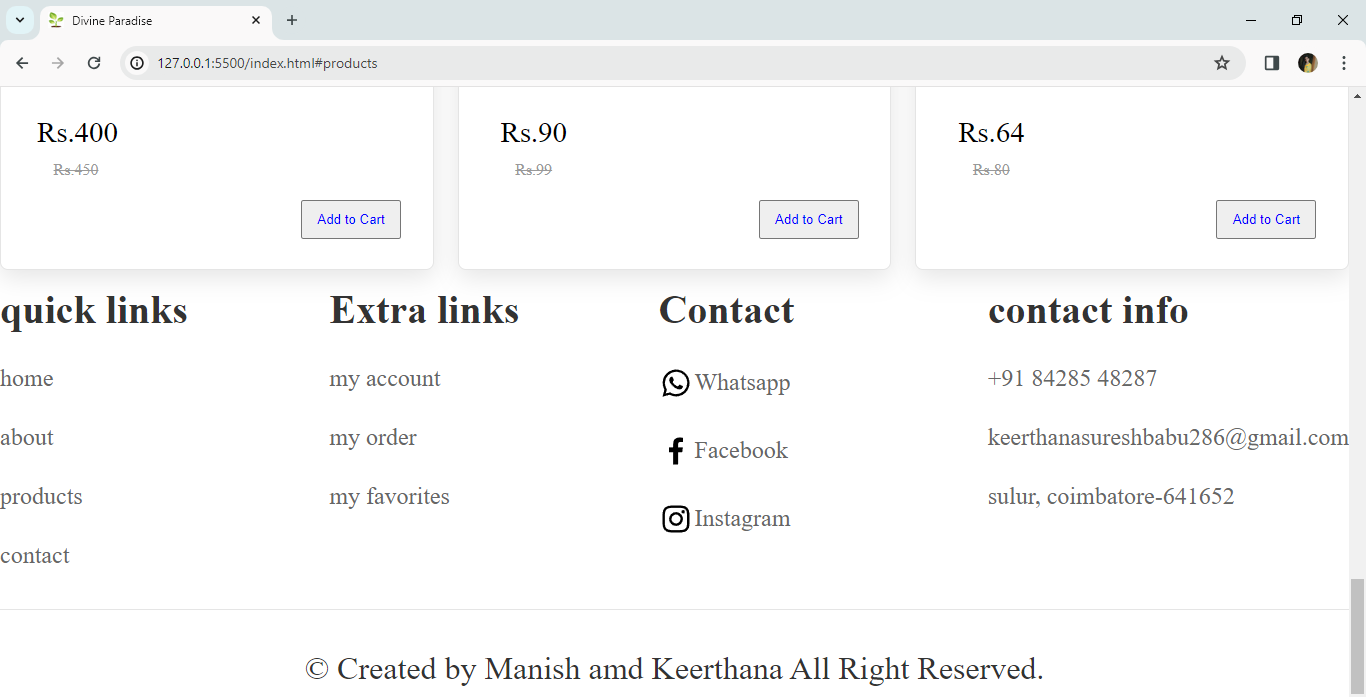 Divine Paradise
127.0.0.1:5500/index.html#products
Rs.400
Rs.450
Add to Cart
Rs.90
Rs.99
Add to Cart
Rs.64
Rs.80
Add to Cart
quick links
home
about
products
contact
Extra links
my account
my order
my favorites
Contact
Whatsapp
Facebook
Instagram
contact info
+91 84285 48287
keerthanasureshbabu286@gmail.com
sulur, coimbatore-641652
© Created by Manish amd Keerthana All Right Reserved.